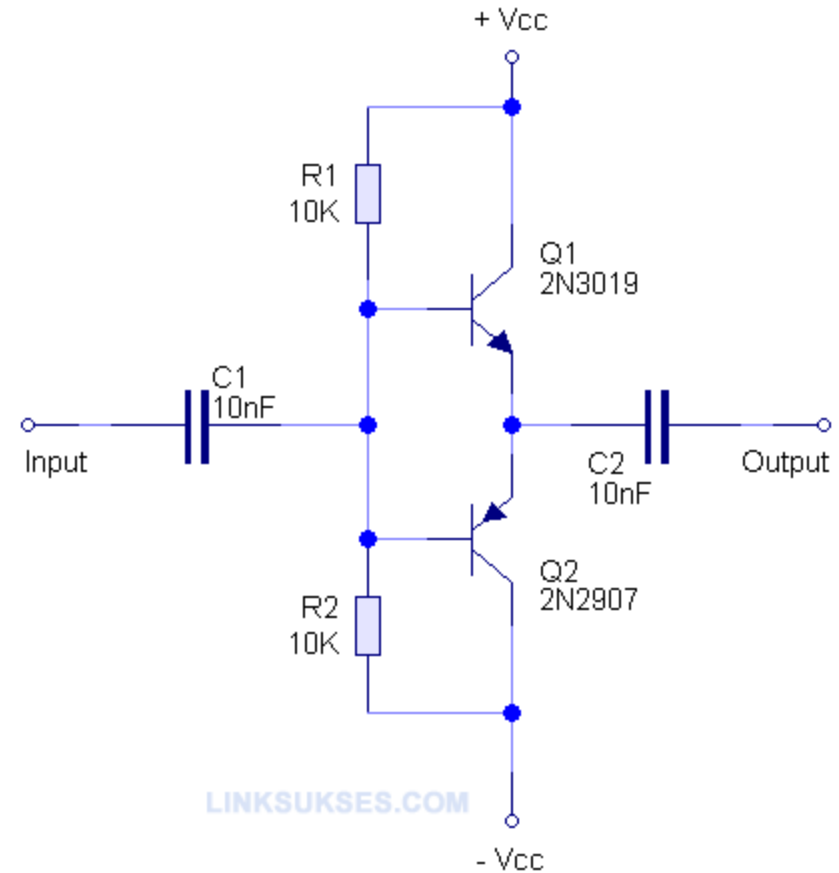 + Vcc
R1
10K
Q1
2N3019
C1
10nF
Input
C2
10nF
Output
Q2
2N2907
R2
10K
LINKSUKSES.COM
- Vcc